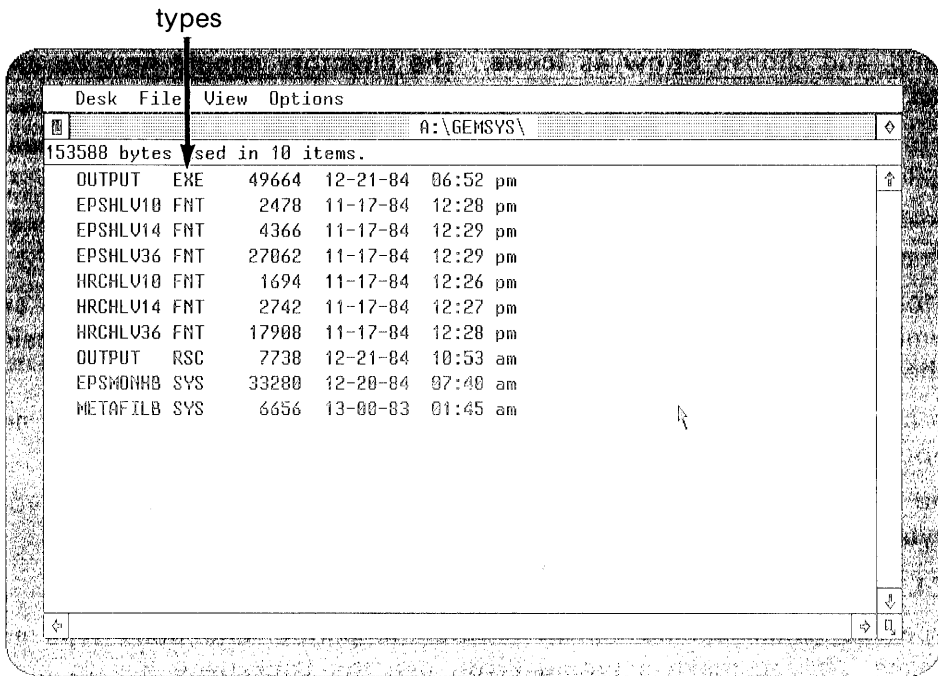 types
Desk File View Options
A:\GEMSYS\
153588 bytes used in 10 items.
OUTPUT EXE 49664 12-21-84 06:52 pm
EPSHLV10 FNT 2478 11-17-84 12:28 pm
EPSHLV14 FNT 4366 11-17-84 12:29 pm
EPSHLV36 FNT 27062 11-17-84 12:29 pm
HRCHLV10 FNT 1694 11-17-84 12:26 pm
HRCHLV14 FNT 2742 11-17-84 12:27 pm
HRCHLV36 FNT 17908 11-17-84 12:28 pm
OUTPUT RSC 7738 12-21-84 10:53 am
EPSMONHB SYS 33280 12-20-84 07:40 am
METAFILB SYS 6656 13-00-83 01:45 am